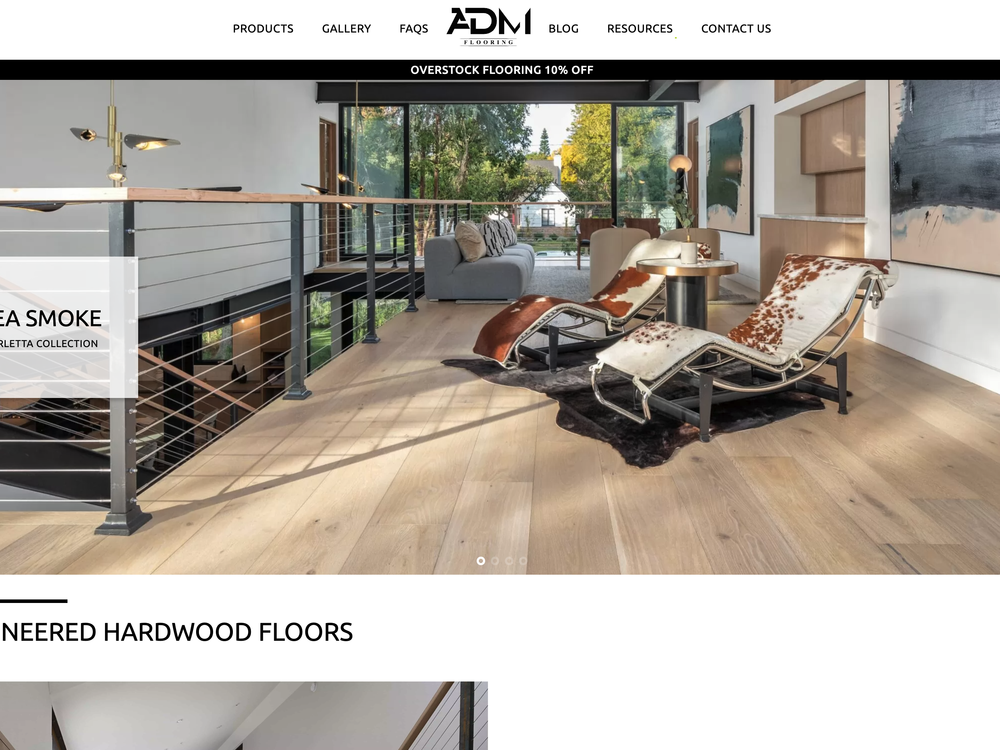 PRODUCTS GALLERY FAQS ADM FLOORING BLOG RESOURCES CONTACT US
OVERSTOCK FLOORING 10% OFF
EA SMOKE
RLETTA COLLECTION
NEERED HARDWOOD FLOORS